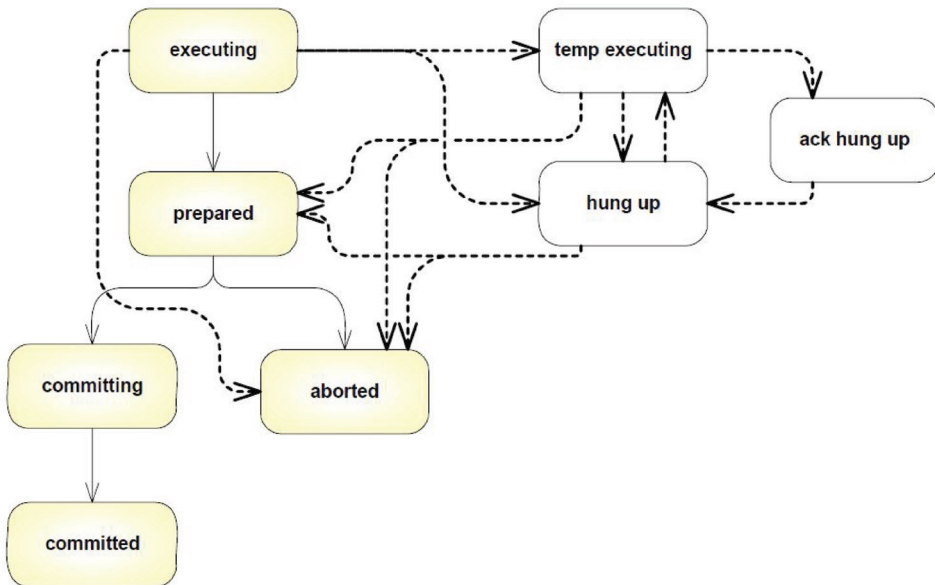 executing
temp executing
ack hung up
prepared
hung up
committing
aborted
committed